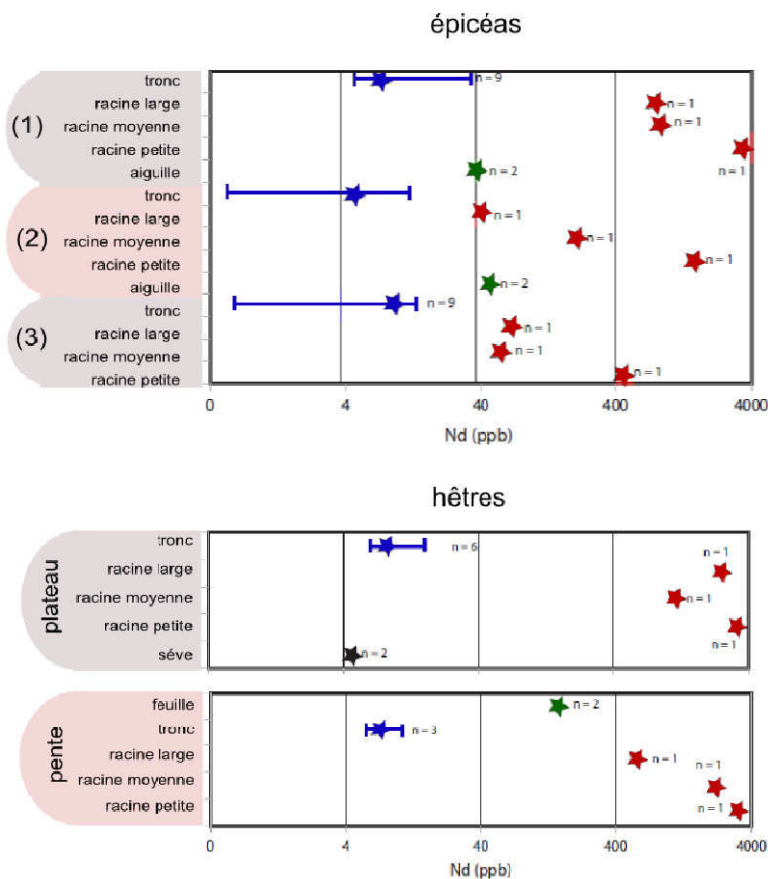 épicéas
(1)
tronc n = 9
racine large n = 1
racine moyenne n = 1
racine petite n = 1
aiguille n = 2
(2)
tronc
racine large n = 1
racine moyenne n = 1
racine petite n = 1
aiguille n = 2
(3)
tronc n = 9
racine large n = 1
racine moyenne n = 1
racine petite n = 1
0 4 40 400 4000
Nd (ppb)
hêtres
plateau
tronc n = 6
racine large n = 1
racine moyenne n = 1
racine petite n = 1
séve n = 2
pente
feuille n = 2
tronc n = 3
racine large n = 1
racine moyenne n = 1
racine petite n = 1
0 4 40 400 4000
Nd (ppb)